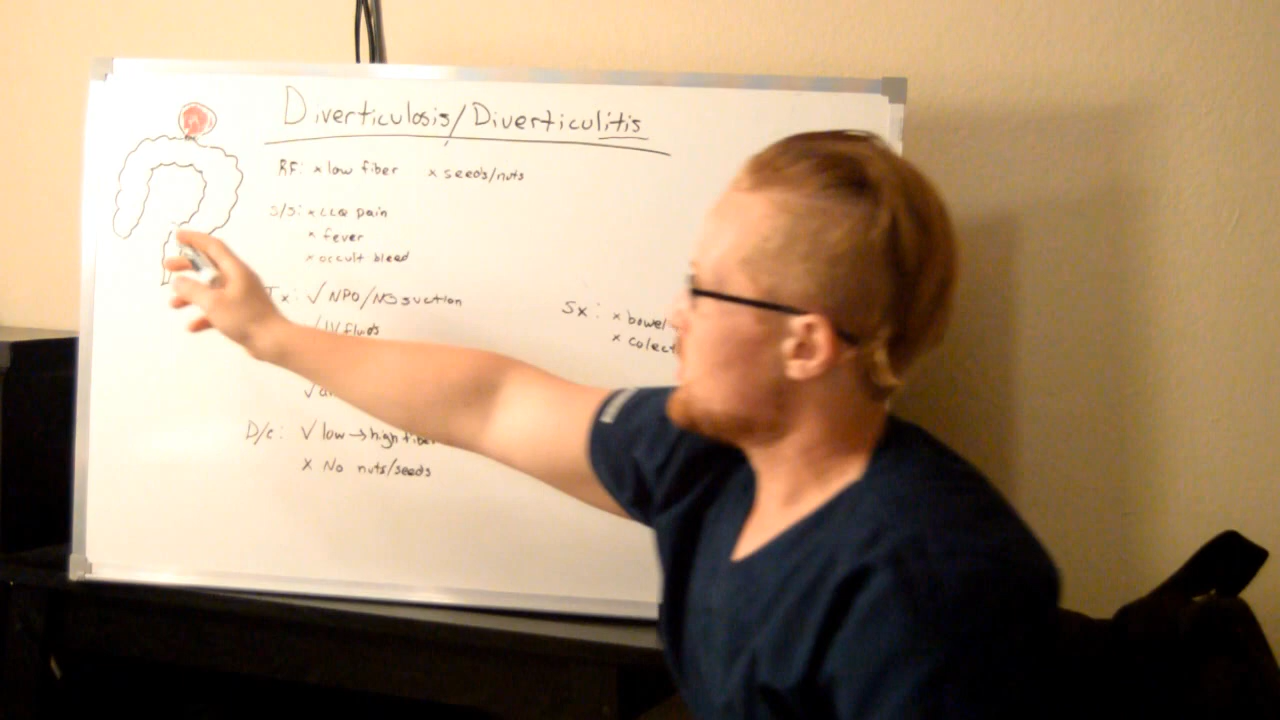 Diverticulosis/Diverticulitis
RF: x low fiber x seeds/nuts
S/S: x LLQ pain
x fever
x occult bleed
Tx: √ NPO/NG suction
√ IV fluids
Sx: x bowel
x colect
√
D/c: √ low → high fiber
x No nuts/seeds